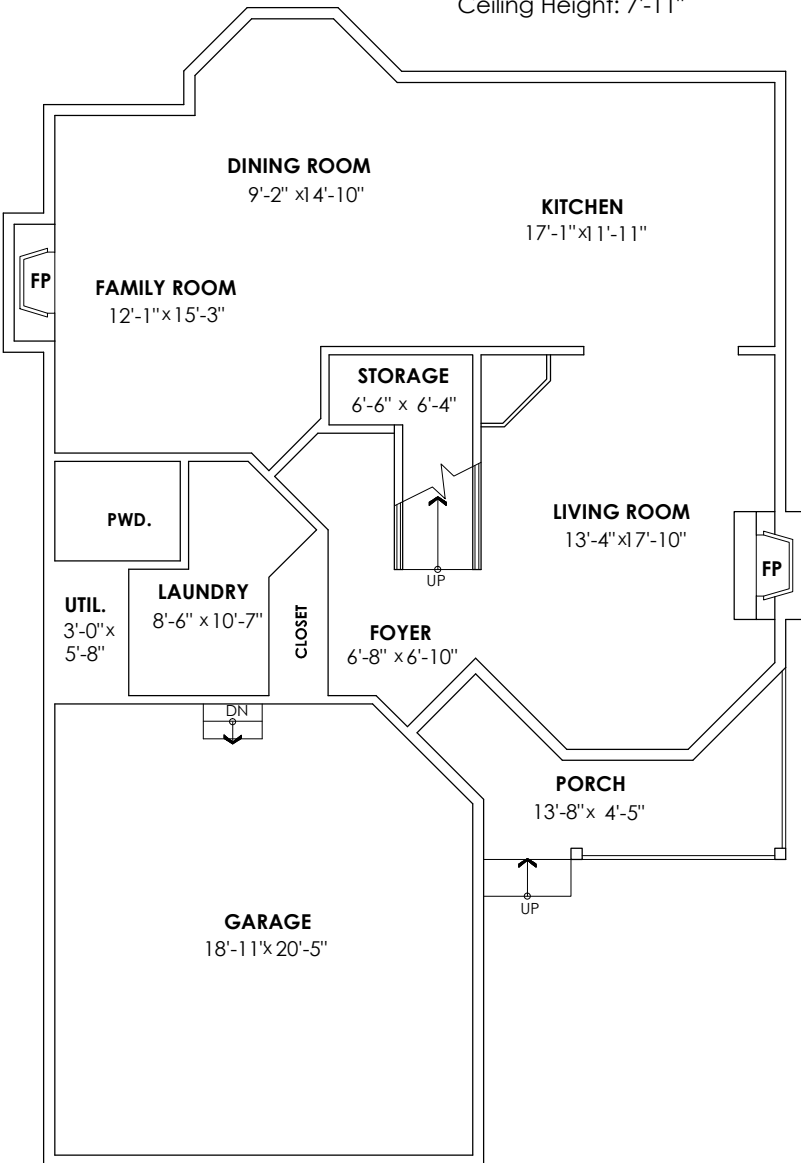 Ceiling Height: 7'-11"
DINING ROOM
9'-2" x14'-10"
KITCHEN
17'-1"x11'-11"
FP
FAMILY ROOM
12'-1"x 15'-3"
STORAGE
6'-6" x 6'-4"
PWD.
LIVING ROOM
13'-4"x17'-10"
FP
UP
UTIL.
3'-0"x
5'-8"
LAUNDRY
8'-6" x 10'-7"
CLOSET
FOYER
6'-8" x 6'-10"
DN
PORCH
13'-8"x 4'-5"
UP
GARAGE
18'-11'x 20'-5"